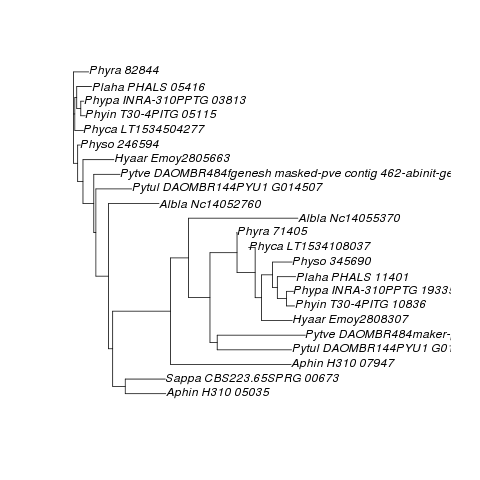 Phyra 82844
Plaha PHALS 05416
Phypa INRA-310PPTG 03813
Phyin T30-4PITG 05115
Phyca LT1534504277
Physo 246594
Hyaar Emoy2805663
Pytve DAOMBR484fgenesh masked-pve contig 462-abinit-ge
Pytul DAOMBR144PYU1 G014507
Albla Nc14052760
Albla Nc14055370
Phyra 71405
Phyca LT1534108037
Physo 345690
Plaha PHALS 11401
Phypa INRA-310PPTG 1933
Phyin T30-4PITG 10836
Hyaar Emoy2808307
Pytve DAOMBR484maker-
Pytul DAOMBR144PYU1 G01
Aphin H310 07947
Sappa CBS223.65SPRG 00673
Aphin H310 05035